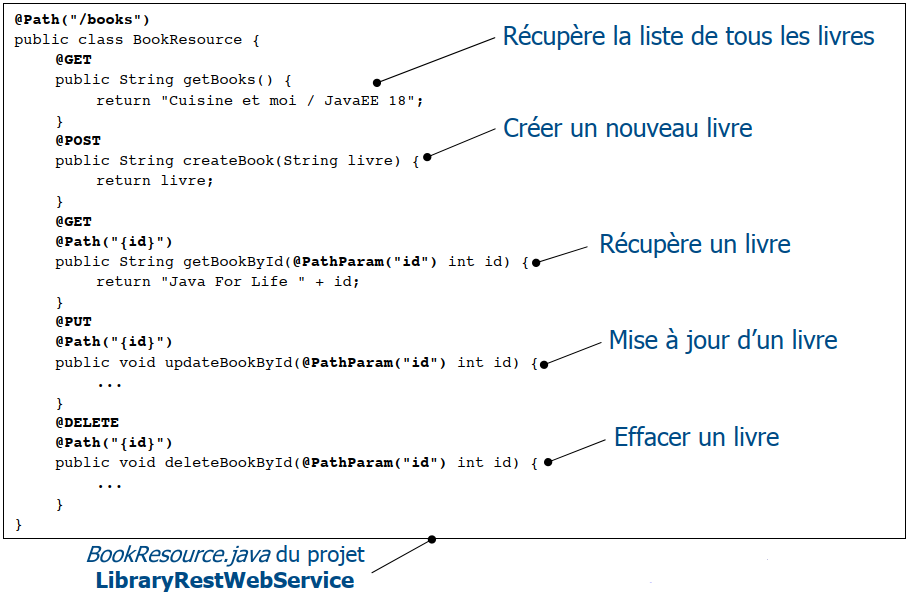 @Path("/books")
public class BookResource {
@GET
public String getBooks() {
return "Cuisine et moi / JavaEE 18";
}
@POST
public String createBook(String livre) {
return livre;
}
@GET
@Path("{id}")
public String getBookById(@PathParam("id") int id) {
return "Java For Life " + id;
}
@PUT
@Path("{id}")
public void updateBookById(@PathParam("id") int id) {
...
}
@DELETE
@Path("{id}")
public void deleteBookById(@PathParam("id") int id) {
...
}
}
Récupère la liste de tous les livres
Créer un nouveau livre
Récupère un livre
Mise à jour d’un livre
Effacer un livre
BookResource.java du projet
LibraryRestWebService